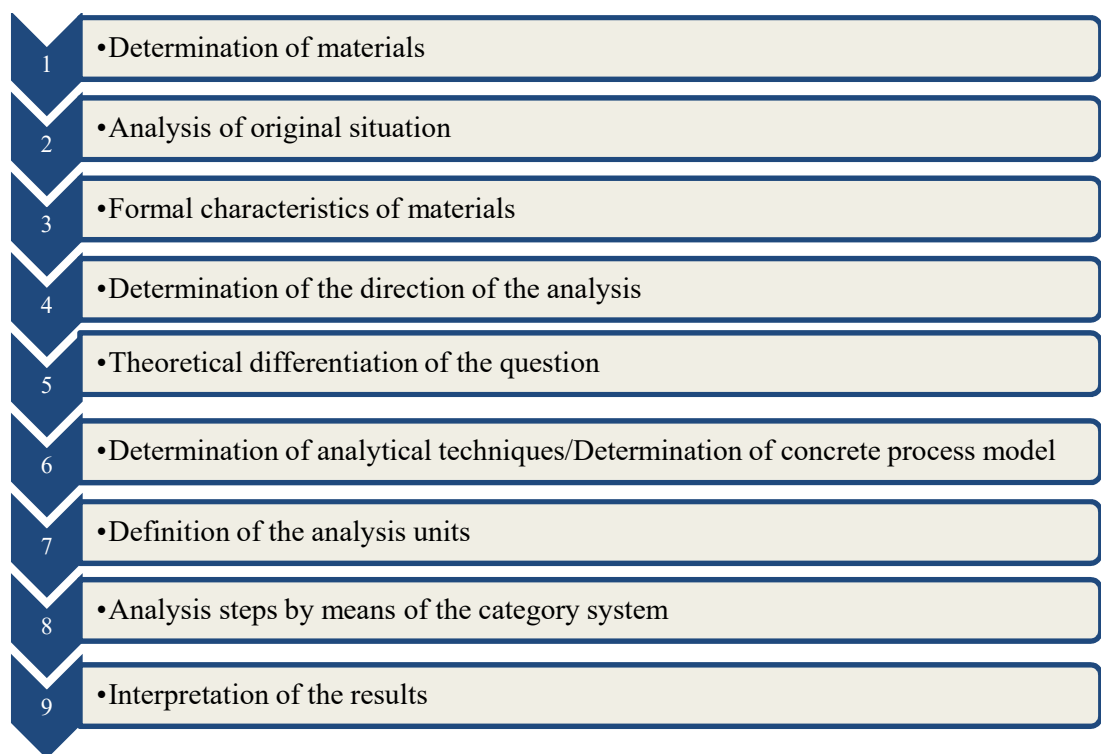 1
•Determination of materials
2
•Analysis of original situation
3
•Formal characteristics of materials
4
•Determination of the direction of the analysis
5
•Theoretical differentiation of the question
6
•Determination of analytical techniques/Determination of concrete process model
7
•Definition of the analysis units
8
•Analysis steps by means of the category system
9
•Interpretation of the results